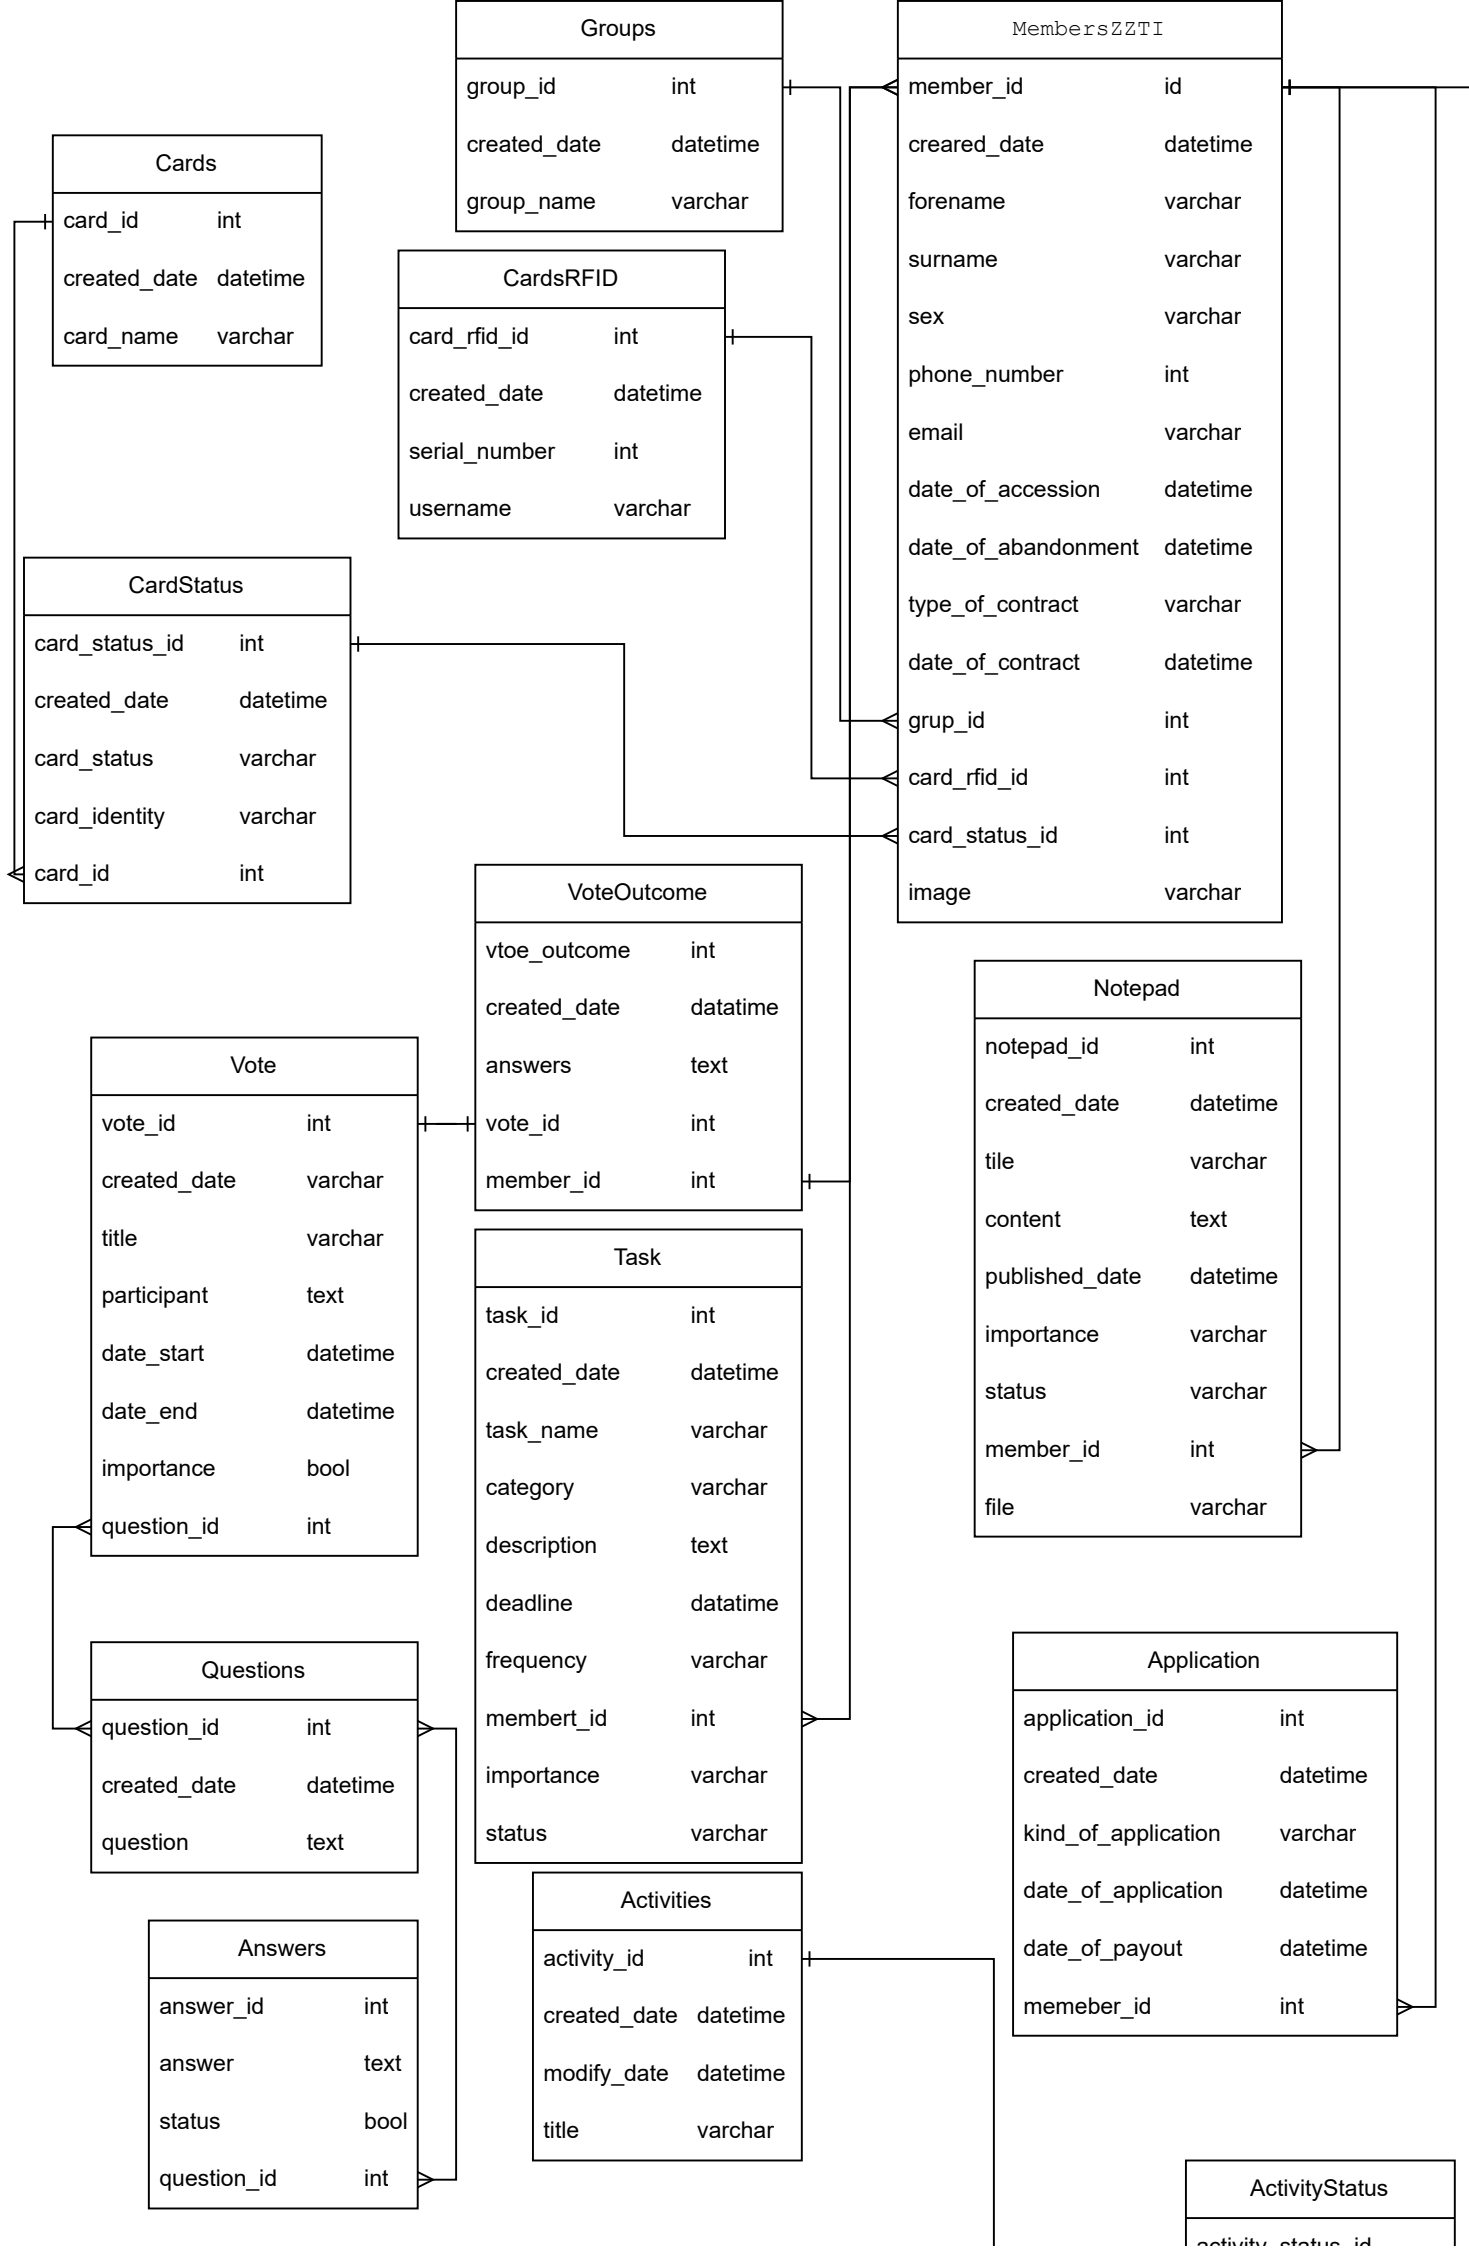 Groups
group_id int
created_date datetime
group_name varchar
MembersZZTI
member_id id
creared_date datetime
forename varchar
surname varchar
sex varchar
phone_number int
email varchar
date_of_accession datetime
date_of_abandonment datetime
type_of_contract varchar
date_of_contract datetime
grup_id int
card_rfid_id int
card_status_id int
image varchar
Cards
card_id int
created_date datetime
card_name varchar
CardsRFID
card_rfid_id int
created_date datetime
serial_number int
username varchar
CardStatus
card_status_id int
created_date datetime
card_status varchar
card_identity varchar
card_id int
VoteOutcome
vtoe_outcome int
created_date datatime
answers text
vote_id int
member_id int
Notepad
notepad_id int
created_date datetime
tile varchar
content text
published_date datetime
importance varchar
status varchar
member_id int
file varchar
Vote
vote_id int
created_date varchar
title varchar
participant text
date_start datetime
date_end datetime
importance bool
question_id int
Task
task_id int
created_date datetime
task_name varchar
category varchar
description text
deadline datatime
frequency varchar
membert_id int
importance varchar
status varchar
Questions
question_id int
created_date datetime
question text
Application
application_id int
created_date datetime
kind_of_application varchar
date_of_application datetime
date_of_payout datetime
memeber_id int
Answers
answer_id int
answer text
status bool
question_id int
Activities
activity_id int
created_date datetime
modify_date datetime
title varchar
ActivityStatus
activity_status_id